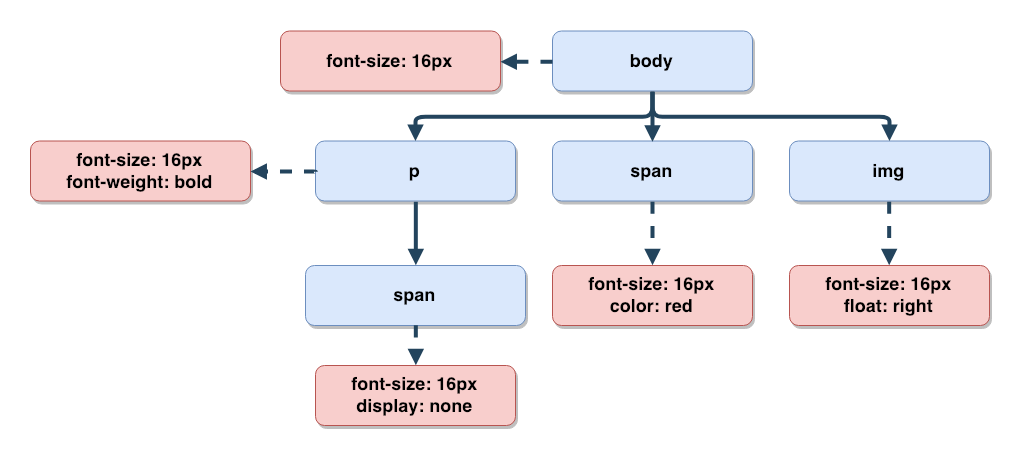 font-size: 16px
body
font-size: 16px
font-weight: bold
p
span
img
span
font-size: 16px
color: red
font-size: 16px
float: right
font-size: 16px
display: none